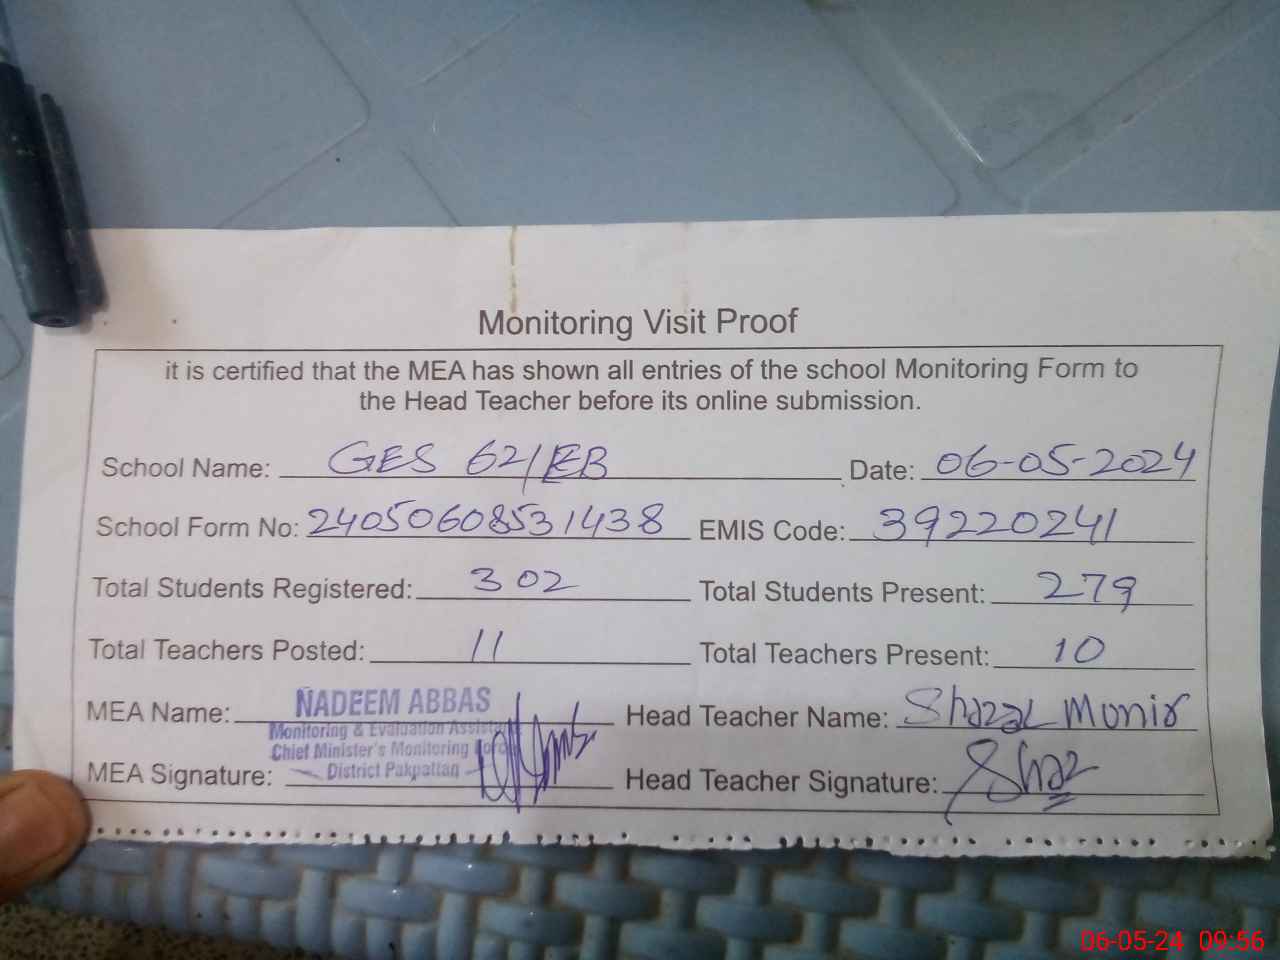 Monitoring Visit Proof
it is certified that the MEA has shown all entries of the school Monitoring Form to
the Head Teacher before its online submission.
School Name: GES 62/EB Date: 06-05-2024
School Form No: 24050608531438 EMIS Code: 39220241
Total Students Registered: 302 Total Students Present: 279
Total Teachers Posted: 11 Total Teachers Present: 10
MEA Name: NADEEM ABBAS Head Teacher Name: Shazal Monir
Monitoring & Evaluation Assistant
Chief Minister's Monitoring Force
MEA Signature: District Pakpattan Head Teacher Signature: Shaz
06-05-24 09:56